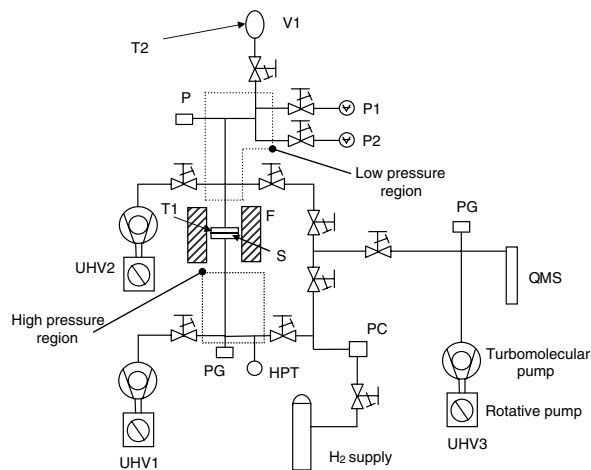 V1
T2
P
P1
P2
Low pressure
region
T1
F
PG
UHV2
S
QMS
High pressure
region
PC
PG
HPT
Turbomolecular
pump
Rotative pump
UHV1
H2 supply
UHV3